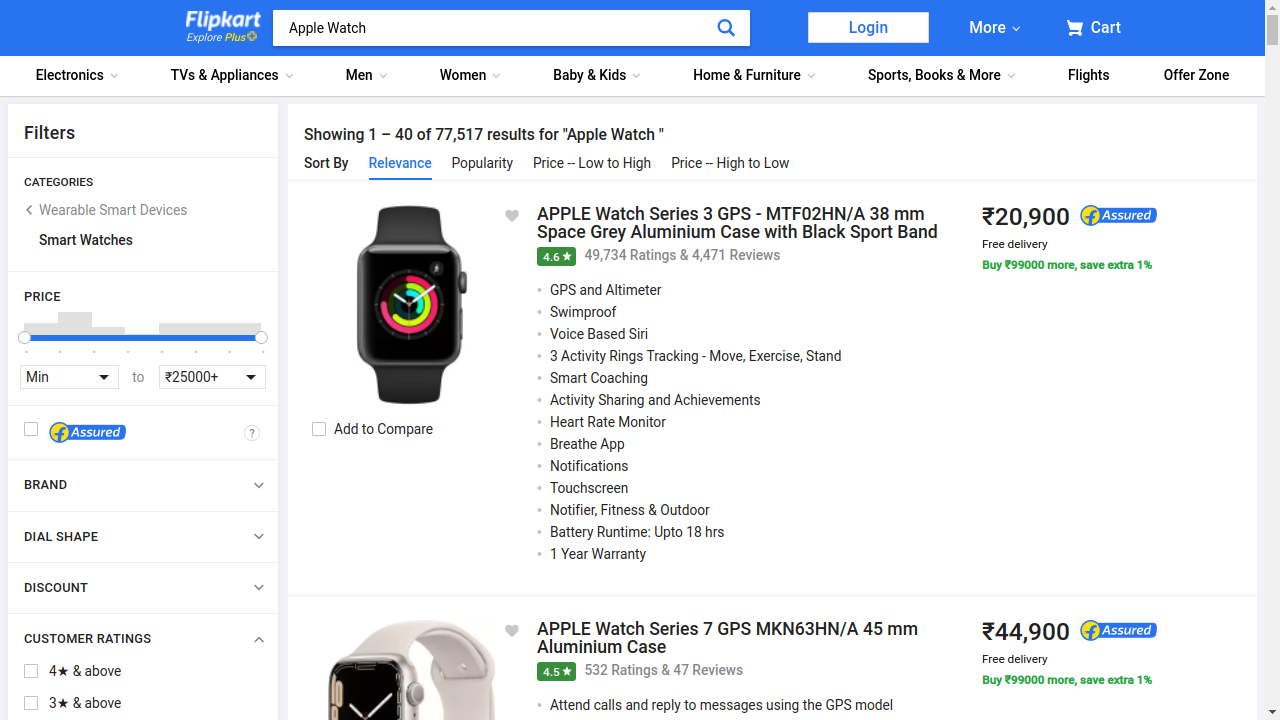 Flipkart
Explore Plus
Apple Watch
Login
More
Cart
Electronics
TVs & Appliances
Men
Women
Baby & Kids
Home & Furniture
Sports, Books & More
Flights
Offer Zone
Filters
CATEGORIES
Wearable Smart Devices
Smart Watches
PRICE
Min
to
₹25000+
Assured
?
BRAND
DIAL SHAPE
DISCOUNT
CUSTOMER RATINGS
4★ & above
3★ & above
Showing 1 – 40 of 77,517 results for "Apple Watch "
Sort By
Relevance
Popularity
Price -- Low to High
Price -- High to Low
Add to Compare
APPLE Watch Series 3 GPS - MTF02HN/A 38 mm
Space Grey Aluminium Case with Black Sport Band
4.6★ 49,734 Ratings & 4,471 Reviews
GPS and Altimeter
Swimproof
Voice Based Siri
3 Activity Rings Tracking - Move, Exercise, Stand
Smart Coaching
Activity Sharing and Achievements
Heart Rate Monitor
Breathe App
Notifications
Touchscreen
Notifier, Fitness & Outdoor
Battery Runtime: Upto 18 hrs
1 Year Warranty
₹20,900 Assured
Free delivery
Buy ₹99000 more, save extra 1%
APPLE Watch Series 7 GPS MKN63HN/A 45 mm
Aluminium Case
4.5★ 532 Ratings & 47 Reviews
Attend calls and reply to messages using the GPS model
₹44,900 Assured
Free delivery
Buy ₹99000 more, save extra 1%